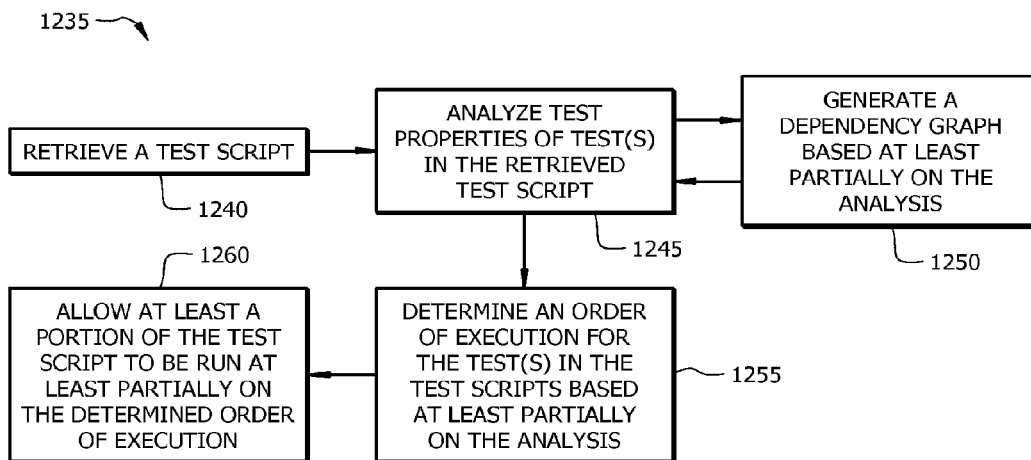 1235
RETRIEVE A TEST SCRIPT
1240
ANALYZE TEST
PROPERTIES OF TEST(S)
IN THE RETRIEVED
TEST SCRIPT
1245
GENERATE A
DEPENDENCY GRAPH
BASED AT LEAST
PARTIALLY ON THE
ANALYSIS
1250
1260
ALLOW AT LEAST A
PORTION OF THE TEST
SCRIPT TO BE RUN AT
LEAST PARTIALLY ON
THE DETERMINED ORDER
OF EXECUTION
DETERMINE AN ORDER
OF EXECUTION FOR
THE TEST(S) IN THE
TEST SCRIPTS BASED
AT LEAST PARTIALLY
ON THE ANALYSIS
1255